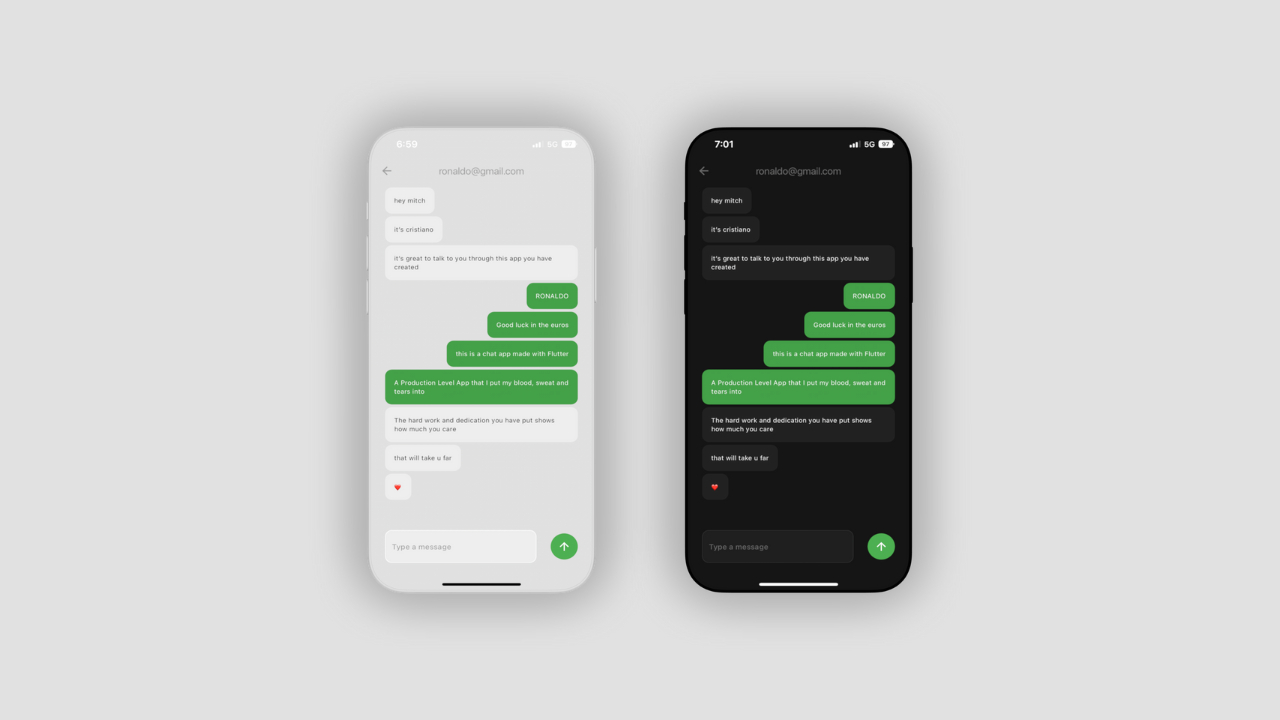 6:59
5G 97
ronaldo@gmail.com
hey mitch
it's cristiano
it's great to talk to you through this app you have
created
RONALDO
Good luck in the euros
this is a chat app made with Flutter
A Production Level App that I put my blood, sweat and
tears into
The hard work and dedication you have put shows
how much you care
that will take u far
❤️
Type a message
7:01
5G 97
ronaldo@gmail.com
hey mitch
it's cristiano
it's great to talk to you through this app you have
created
RONALDO
Good luck in the euros
this is a chat app made with Flutter
A Production Level App that I put my blood, sweat and
tears into
The hard work and dedication you have put shows
how much you care
that will take u far
❤️
Type a message